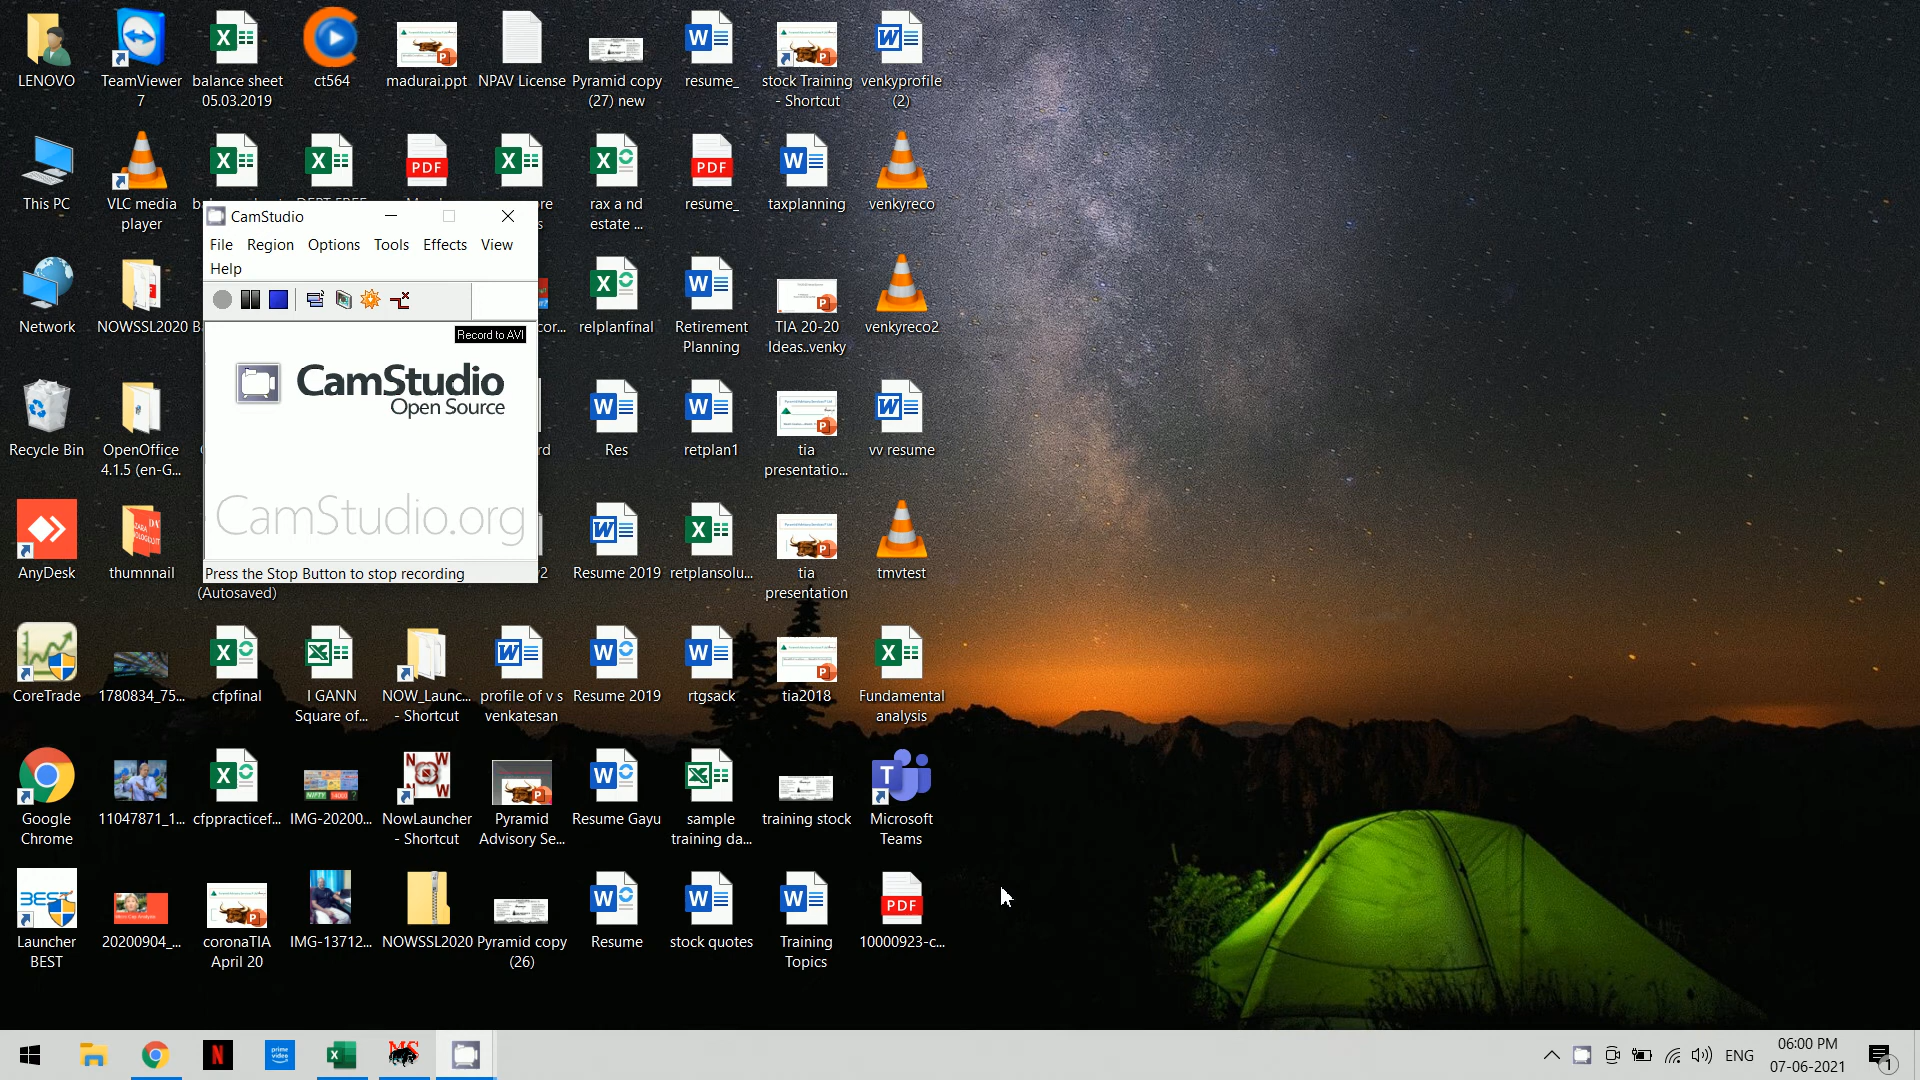 LENOVO
TeamViewer
7
balance sheet
05.03.2019
ct564
madurai.ppt
NPAV License
Pyramid copy
(27) new
resume_
stock Training
- Shortcut
venkyprofile
(2)
This PC
VLC media
player
rax a nd
estate ...
resume_
taxplanning
venkyreco
CamStudio
File Region Options Tools Effects View
Help
Record to AVI
CamStudio
Open Source
CamStudio.org
Press the Stop Button to stop recording
Network
NOWSSL2020
cor...
relplanfinal
Retirement
Planning
TIA 20-20
Ideas..venky
venkyreco2
Recycle Bin
OpenOffice
4.1.5 (en-G...
rd
Res
retplan1
tia
presentatio...
vv resume
AnyDesk
thumnnail
(Autosaved)
Resume 2019
retplansolu...
tia
presentation
tmvtest
CoreTrade
1780834_75...
cfpfinal
I GANN
Square of...
NOW_Launc...
- Shortcut
profile of v s
venkatesan
Resume 2019
rtgsack
tia2018
Fundamental
analysis
Google
Chrome
11047871_1...
cfppracticef...
IMG-20200...
NowLauncher
- Shortcut
Pyramid
Advisory Se...
Resume Gayu
sample
training da...
training stock
Microsoft
Teams
Launcher
BEST
20200904_...
coronaTIA
April 20
IMG-13712...
NOWSSL2020
Pyramid copy
(26)
Resume
stock quotes
Training
Topics
10000923-c...
ENG
06:00 PM
07-06-2021
1